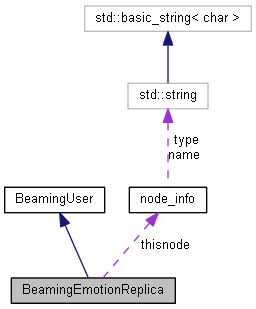 std::basic_string< char >
std::string
type
name
BeamingUser
node_info
thisnode
BeamingEmotionReplica